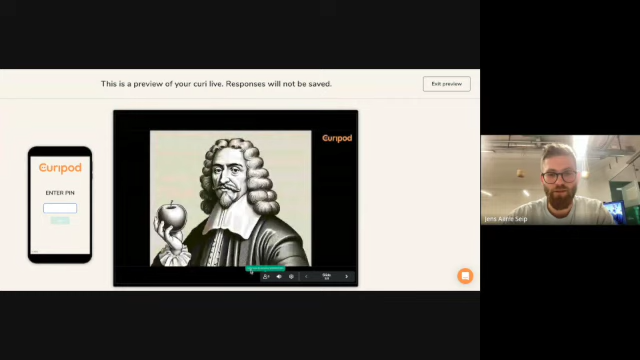 This is a preview of your curi live. Responses will not be saved.
Exit preview
Curipod
Curipod
ENTER PIN
Slide
Jens Aarre Seip